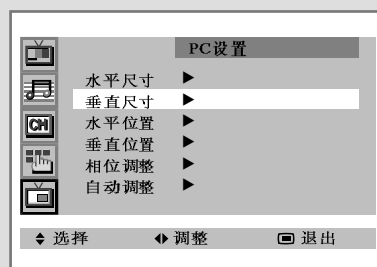 PC设置
水平尺寸 ▶
垂直尺寸 ▶
CH 水平位置 ▶
垂直位置 ▶
相位调整 ▶
自动调整 ▶
选择 调整 退出